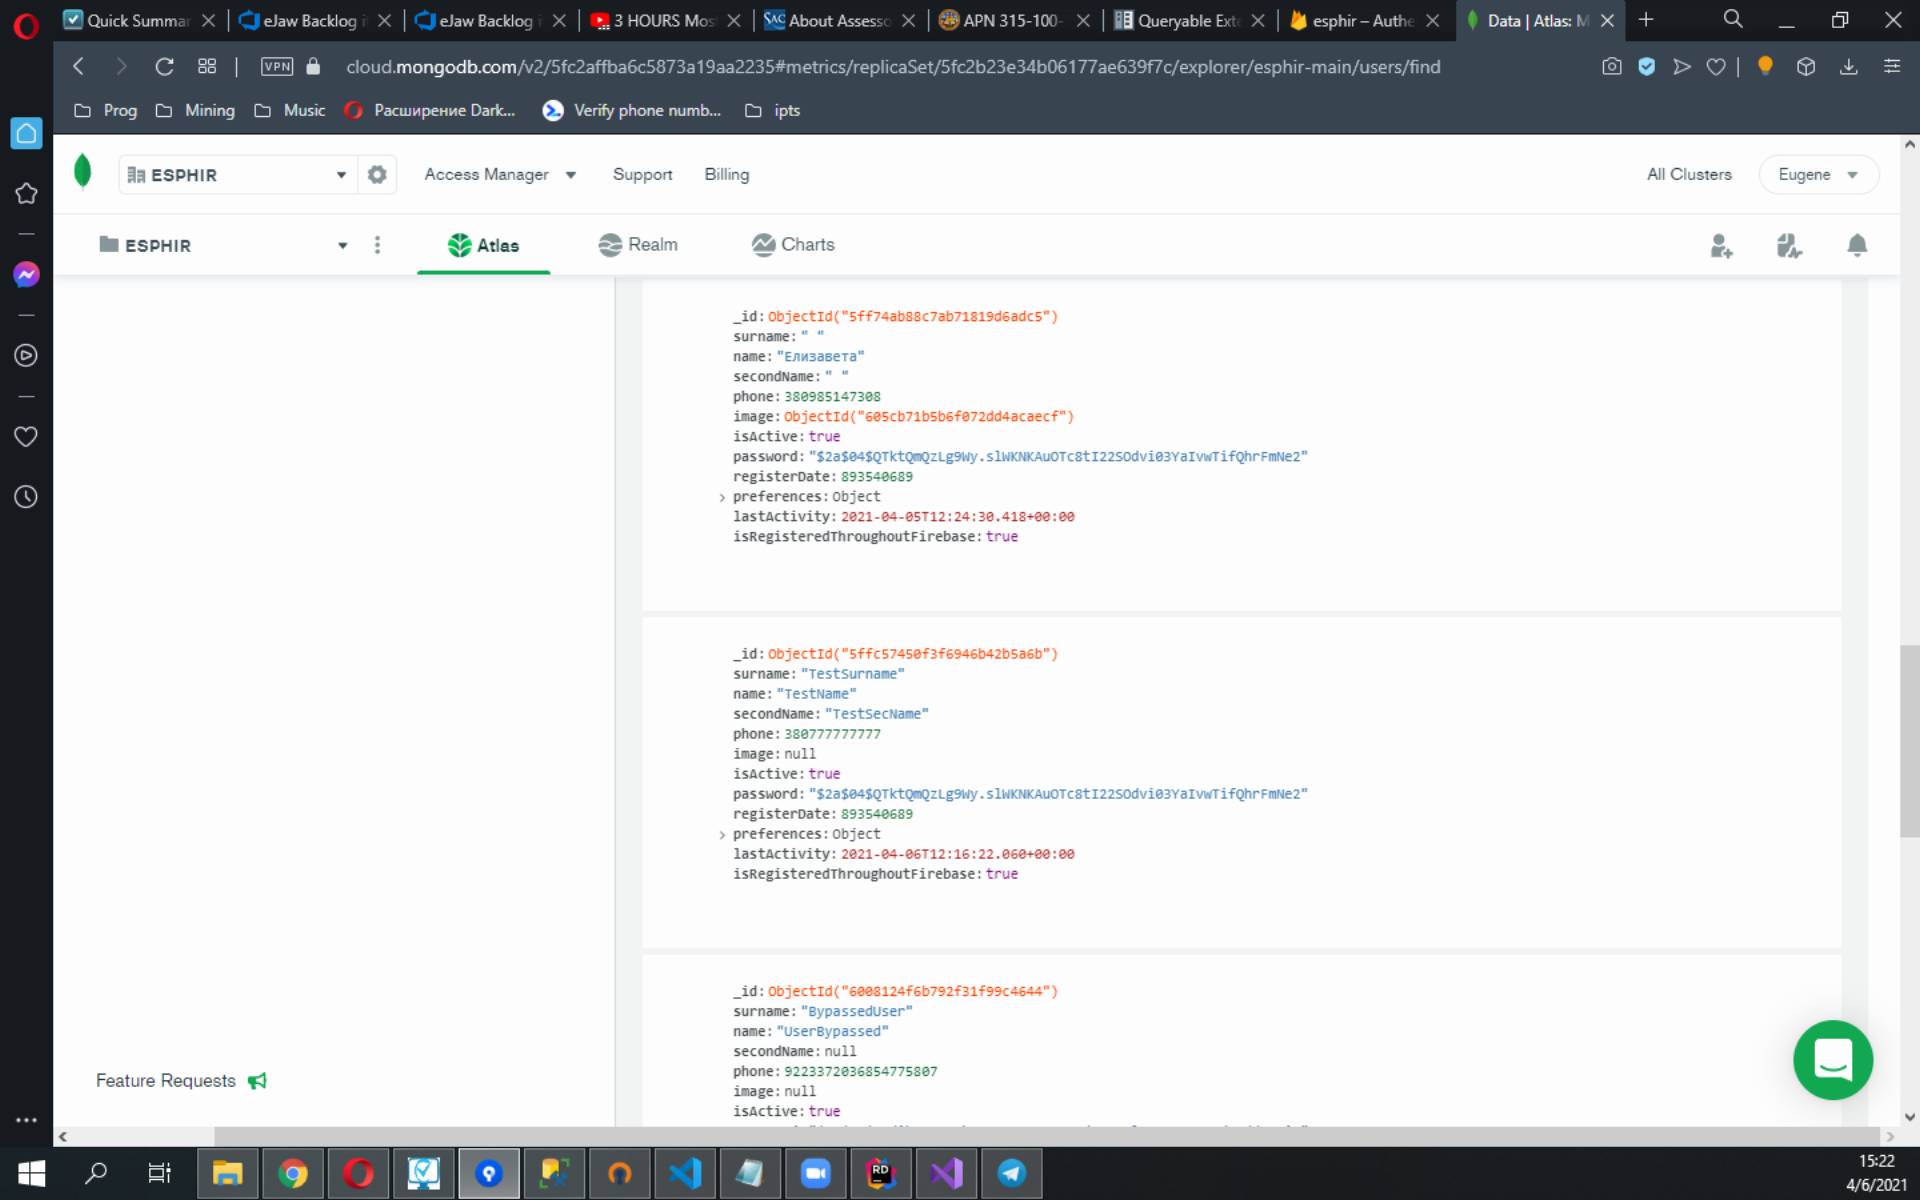 Quick Summar
eJaw Backlog i
eJaw Backlog i
3 HOURS Mos
SAC About Assesso
APN 315-100-
Queryable Exte
esphir – Authe
Data | Atlas: M
VPN
cloud.mongodb.com/v2/5fc2affba6c5873a19aa2235#metrics/replicaSet/5fc2b23e34b06177ae639f7c/explorer/esphir-main/users/find
Prog
Mining
Music
Расширение Dark...
Verify phone numb...
ipts
ESPHIR
Access Manager
Support
Billing
All Clusters
Eugene
ESPHIR
Atlas
Realm
Charts
_id: ObjectId("5ff74ab88c7ab71819d6adc5")
surname: " "
name: "Елизавета"
secondName: " "
phone: 380985147308
image: ObjectId("605cb71b5b6f072dd4acaecf")
isActive: true
password: "$2a$04$QTktQmQzLg9Wy.slWKNKAuOTc8tI22SOdvi03YaIvwTifQhrFmNe2"
registerDate: 893540689
preferences: Object
lastActivity: 2021-04-05T12:24:30.418+00:00
isRegisteredThroughoutFirebase: true
_id: ObjectId("5ffc57450f3f6946b42b5a6b")
surname: "TestSurname"
name: "TestName"
secondName: "TestSecName"
phone: 380777777777
image: null
isActive: true
password: "$2a$04$QTktQmQzLg9Wy.slWKNKAuOTc8tI22SOdvi03YaIvwTifQhrFmNe2"
registerDate: 893540689
preferences: Object
lastActivity: 2021-04-06T12:16:22.060+00:00
isRegisteredThroughoutFirebase: true
_id: ObjectId("6008124f6b792f31f99c4644")
surname: "BypassedUser"
name: "UserBypassed"
secondName: null
phone: 9223372036854775807
image: null
isActive: true
Feature Requests
RD
15:22
4/6/2021